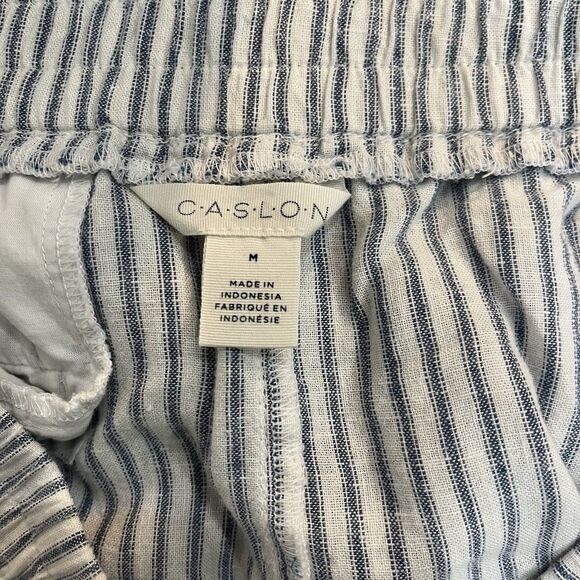 C·A·S·L·O·N
M
MADE IN
INDONESIA
FABRIQUÉ EN
INDONÉSIE